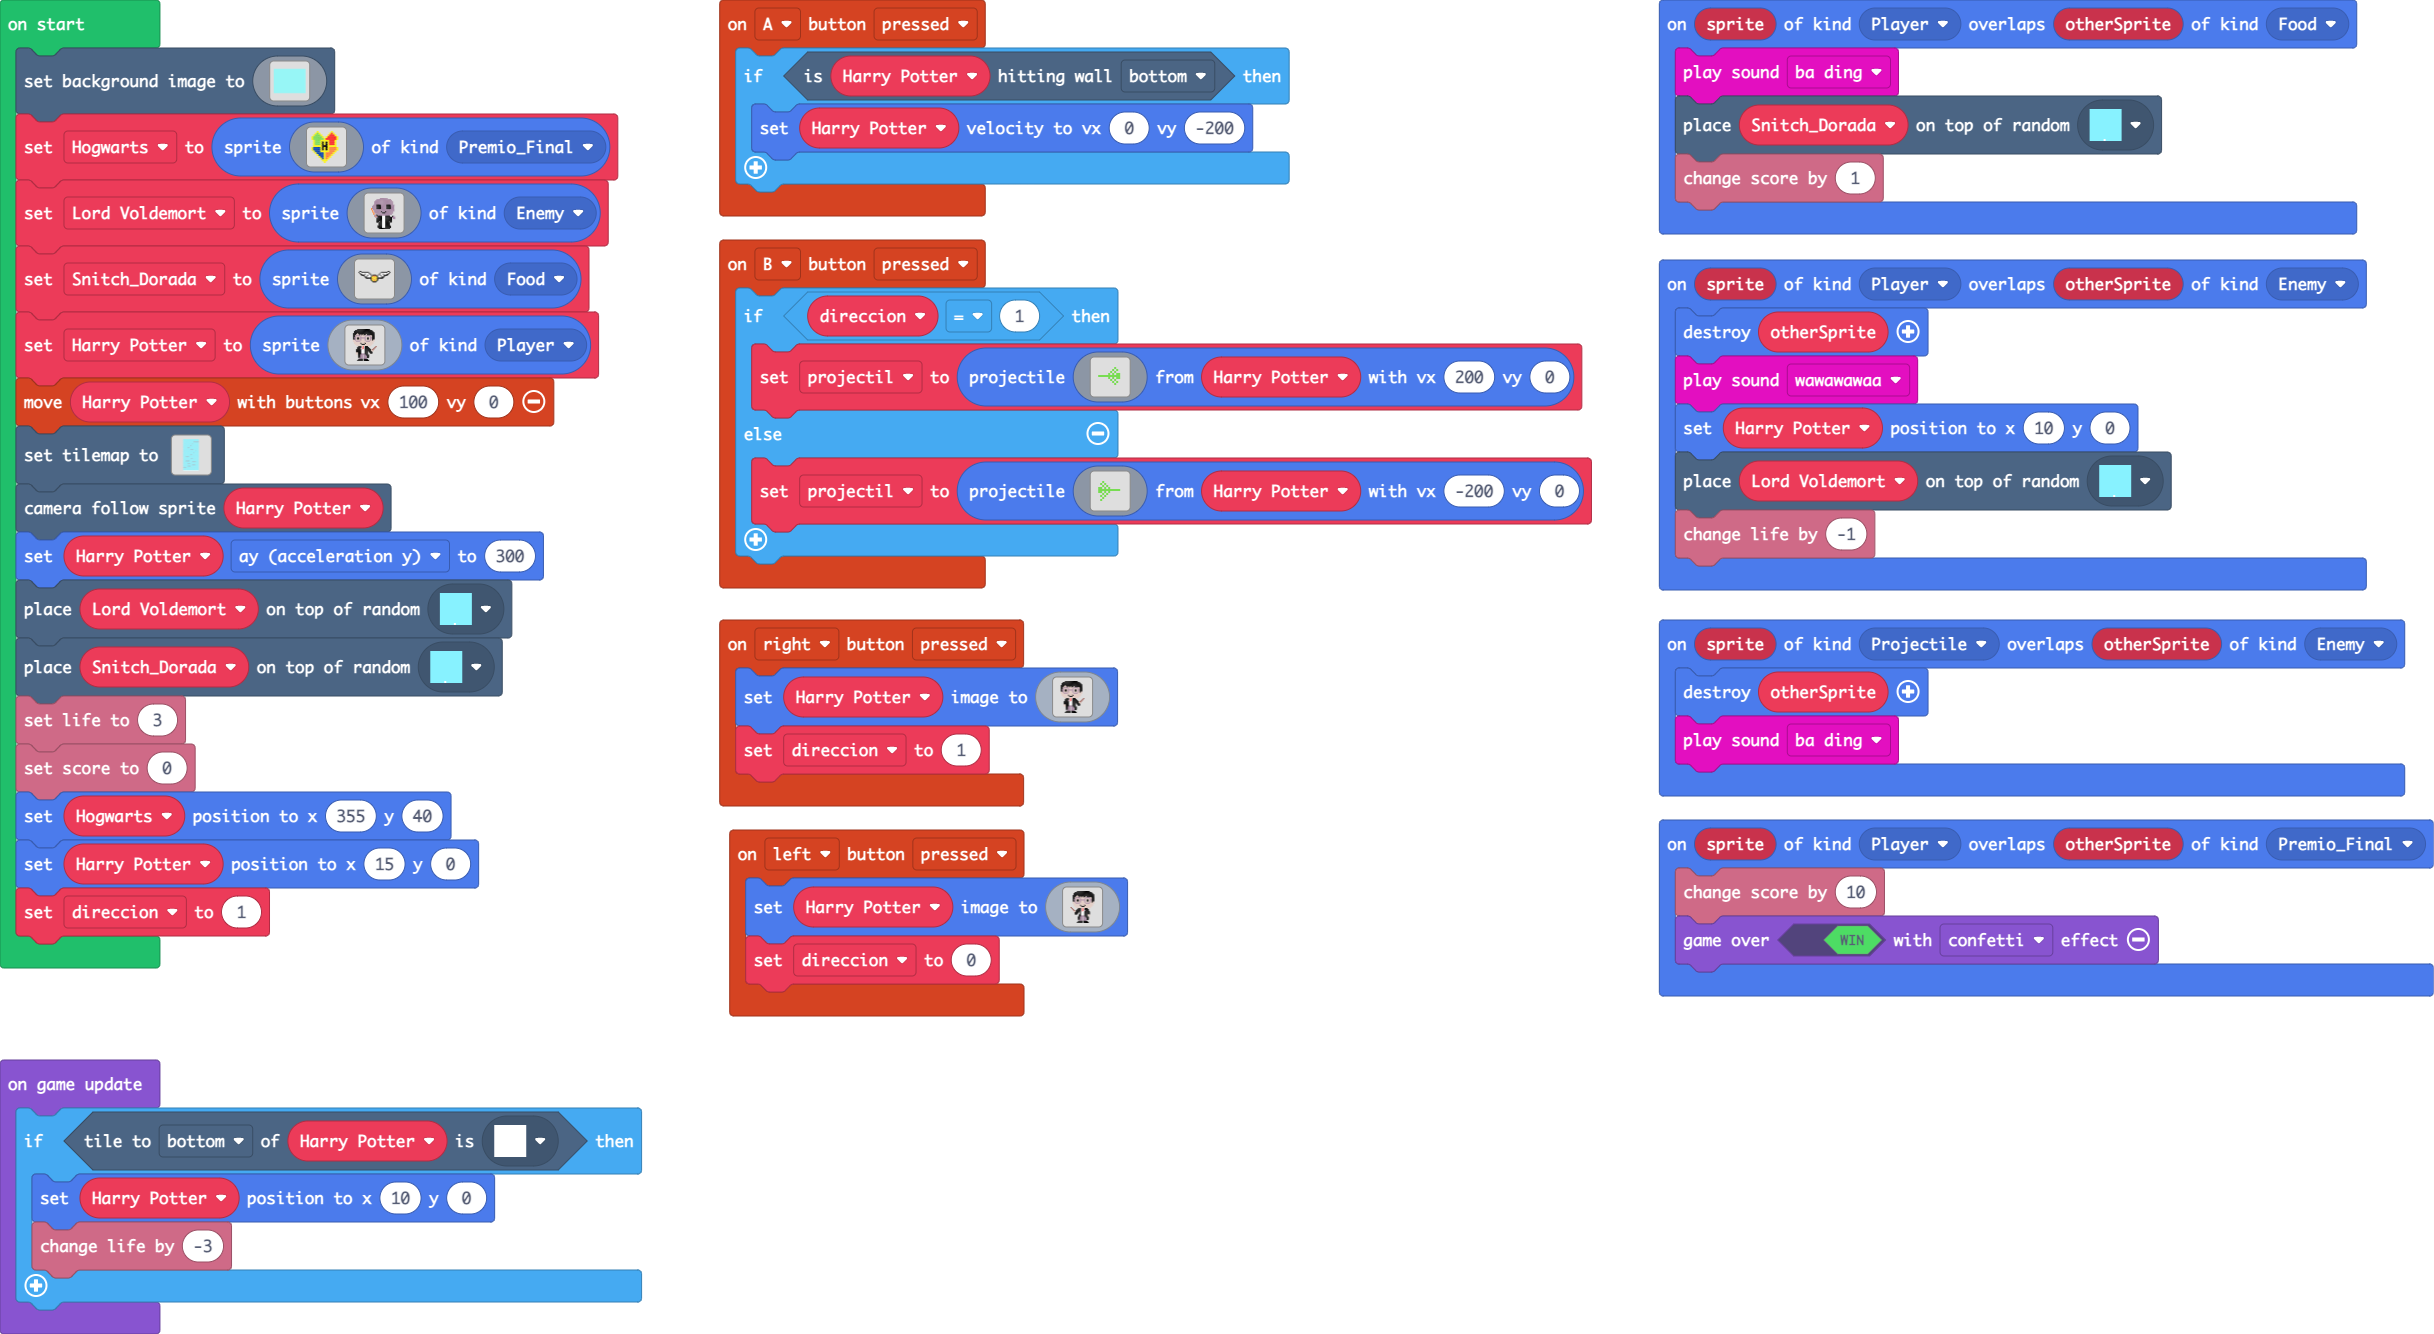 on start
set background image to
set Hogwarts to sprite of kind Premio_Final
set Lord Voldemort to sprite of kind Enemy
set Snitch_Dorada to sprite of kind Food
set Harry Potter to sprite of kind Player
move Harry Potter with buttons vx 100 vy 0
set tilemap to
camera follow sprite Harry Potter
set Harry Potter ay (acceleration y) to 300
place Lord Voldemort on top of random
place Snitch_Dorada on top of random
set life to 3
set score to 0
set Hogwarts position to x 355 y 40
set Harry Potter position to x 15 y 0
set direccion to 1
on game update
if tile to bottom of Harry Potter is then
set Harry Potter position to x 10 y 0
change life by -3
on A button pressed
if is Harry Potter hitting wall bottom then
set Harry Potter velocity to vx 0 vy -200
on B button pressed
if direccion = 1 then
set projectil to projectile from Harry Potter with vx 200 vy 0
else
set projectil to projectile from Harry Potter with vx -200 vy 0
on right button pressed
set Harry Potter image to
set direccion to 1
on left button pressed
set Harry Potter image to
set direccion to 0
on sprite of kind Player overlaps otherSprite of kind Food
play sound ba ding
place Snitch_Dorada on top of random
change score by 1
on sprite of kind Player overlaps otherSprite of kind Enemy
destroy otherSprite
play sound wawawawaa
set Harry Potter position to x 10 y 0
place Lord Voldemort on top of random
change life by -1
on sprite of kind Projectile overlaps otherSprite of kind Enemy
destroy otherSprite
play sound ba ding
on sprite of kind Player overlaps otherSprite of kind Premio_Final
change score by 10
game over WIN with confetti effect